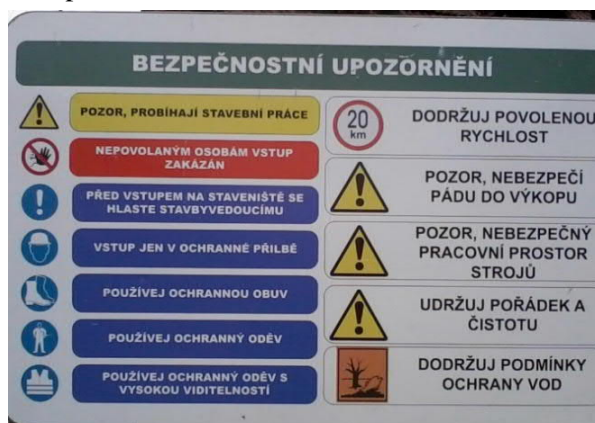 BEZPEČNOSTNÍ UPOZORNĚNÍ
POZOR, PROBÍHAJÍ STAVEBNÍ PRÁCE
NEPOVOLANÝM OSOBÁM VSTUP
ZAKÁZÁN
PŘED VSTUPEM NA STAVENIŠTĚ SE
HLASTE STAVBYVEDOUCÍMU
VSTUP JEN V OCHRANNÉ PŘILBĚ
POUŽÍVEJ OCHRANNOU OBUV
POUŽÍVEJ OCHRANNÝ ODĚV
POUŽÍVEJ OCHRANNÝ ODĚV S
VYSOKOU VIDITELNOSTÍ
20
km
DODRŽUJ POVOLENOU
RYCHLOST
POZOR, NEBEZPEČÍ
PÁDU DO VÝKOPU
POZOR, NEBEZPEČNÝ
PRACOVNÍ PROSTOR
STROJŮ
UDRŽUJ POŘÁDEK A
ČISTOTU
DODRŽUJ PODMÍNKY
OCHRANY VOD